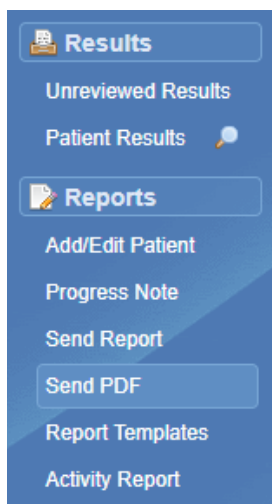 Results
Unreviewed Results
Patient Results
Reports
Add/Edit Patient
Progress Note
Send Report
Send PDF
Report Templates
Activity Report